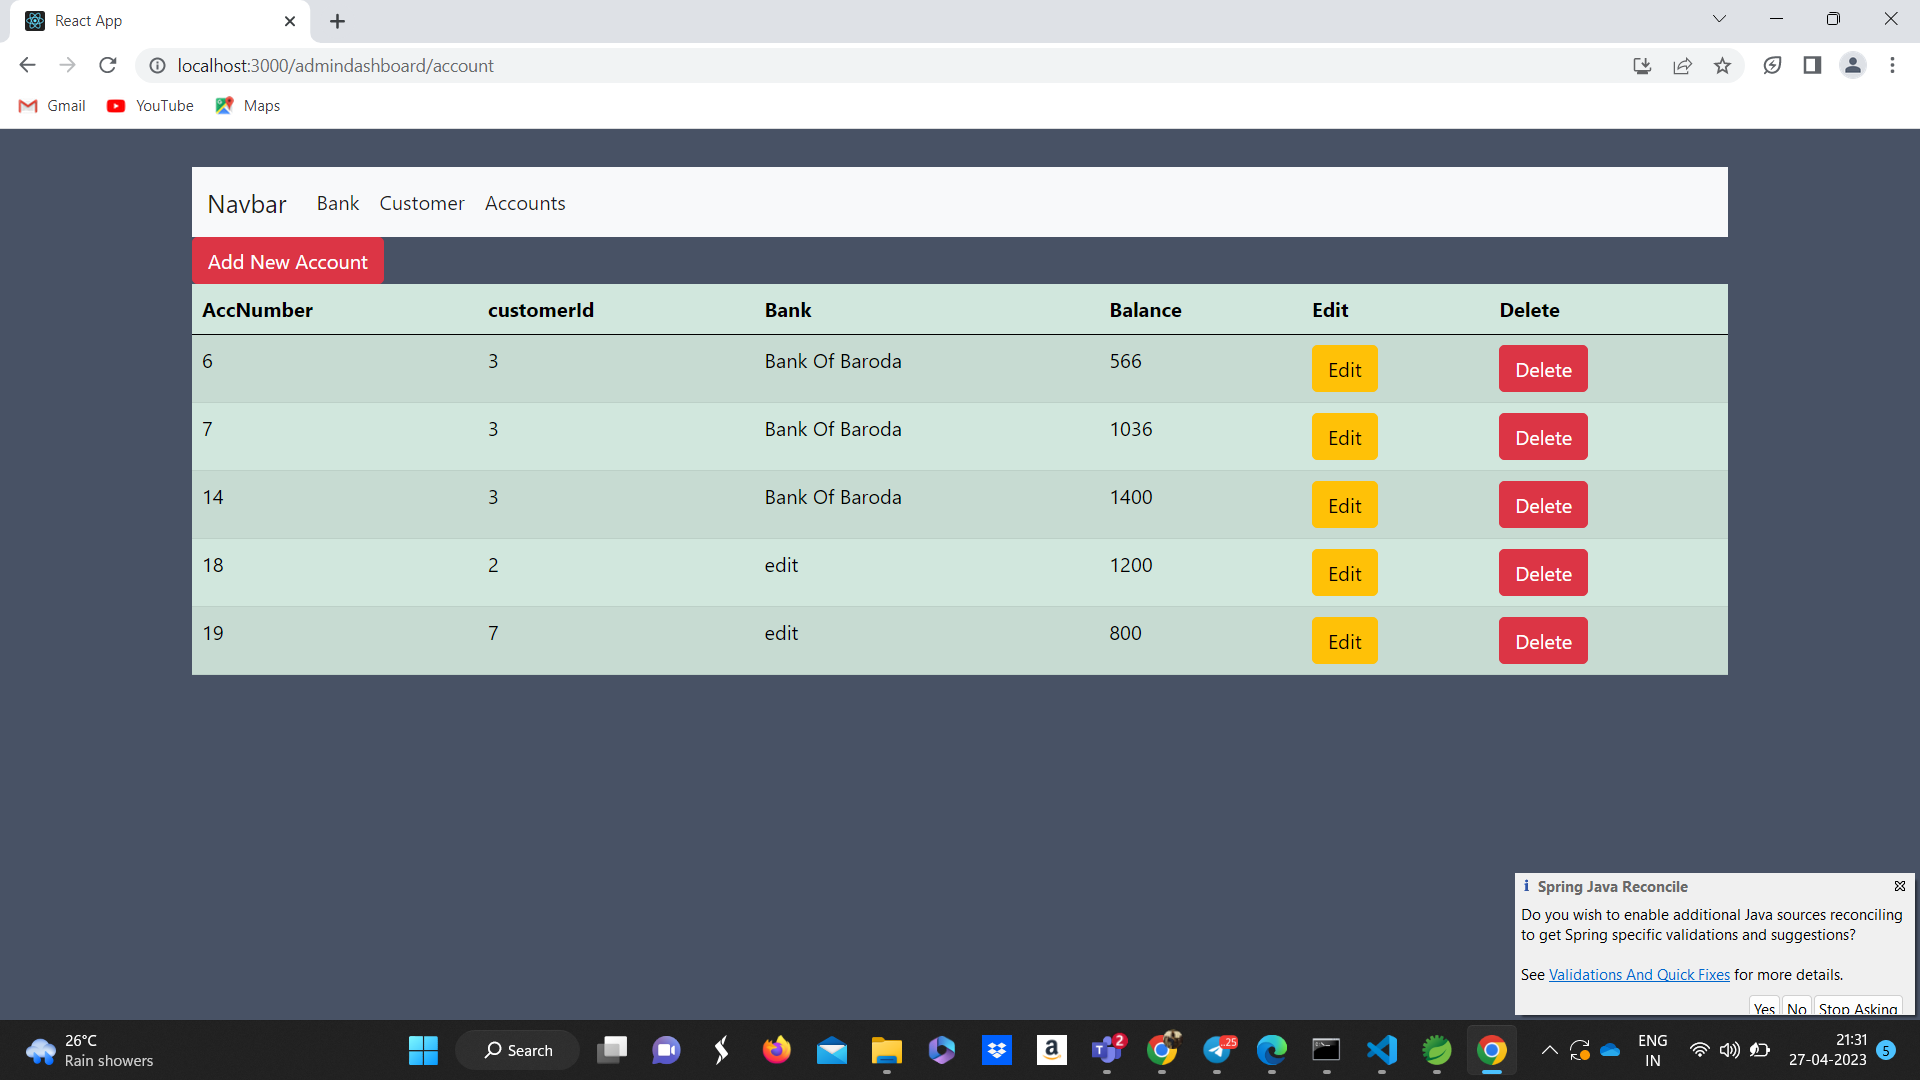 React App
localhost:3000/admindashboard/account
Gmail YouTube Maps
Navbar Bank Customer Accounts
Add New Account
AccNumber customerId Bank Balance Edit Delete
6 3 Bank Of Baroda 566 Edit Delete
7 3 Bank Of Baroda 1036 Edit Delete
14 3 Bank Of Baroda 1400 Edit Delete
18 2 edit 1200 Edit Delete
19 7 edit 800 Edit Delete
Spring Java Reconcile
Do you wish to enable additional Java sources reconciling
to get Spring specific validations and suggestions?
See Validations And Quick Fixes for more details.
Yes No Stop Asking
26°C
Rain showers
Search
a
2
.25
ENG
IN
21:31
27-04-2023
5